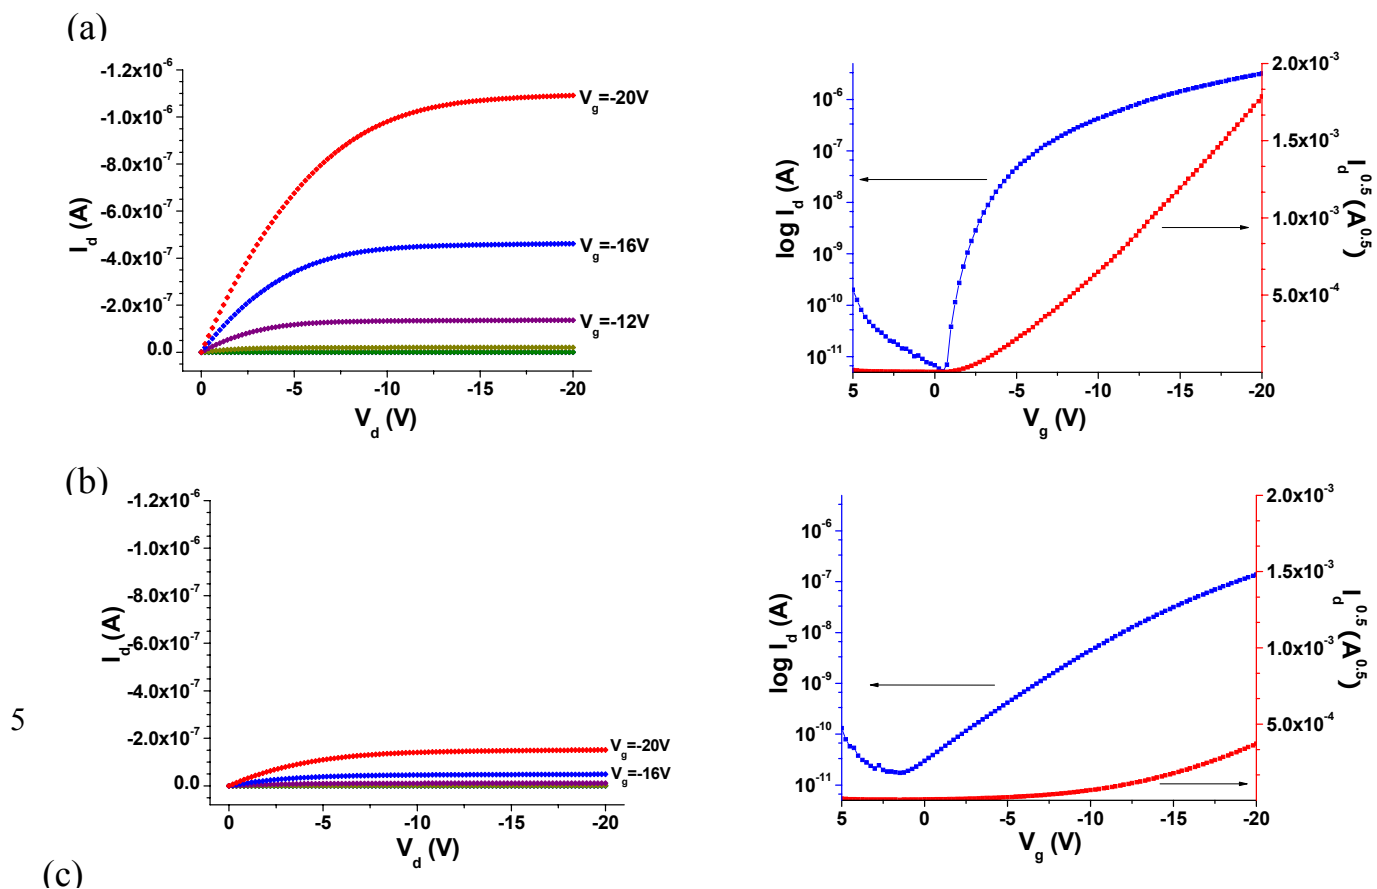 (a)
-1.2x10^-6
-1.0x10^-6
-8.0x10^-7
-6.0x10^-7
-4.0x10^-7
-2.0x10^-7
0.0
I_d (A)
0 -5 -10 -15 -20
V_d (V)
V_g=-20V
V_g=-16V
V_g=-12V
10^-6
10^-7
10^-8
10^-9
10^-10
10^-11
log I_d (A)
5 0 -5 -10 -15 -20
V_g (V)
2.0x10^-3
1.5x10^-3
1.0x10^-3
5.0x10^-4
I_d^0.5 (A^0.5)
(b)
-1.2x10^-6
-1.0x10^-6
-8.0x10^-7
-6.0x10^-7
-4.0x10^-7
-2.0x10^-7
0.0
I_d (A)
0 -5 -10 -15 -20
V_d (V)
V_g=-20V
V_g=-16V
10^-6
10^-7
10^-8
10^-9
10^-10
10^-11
log I_d (A)
5 0 -5 -10 -15 -20
V_g (V)
2.0x10^-3
1.5x10^-3
1.0x10^-3
5.0x10^-4
I_d^0.5 (A^0.5)
5
(c)